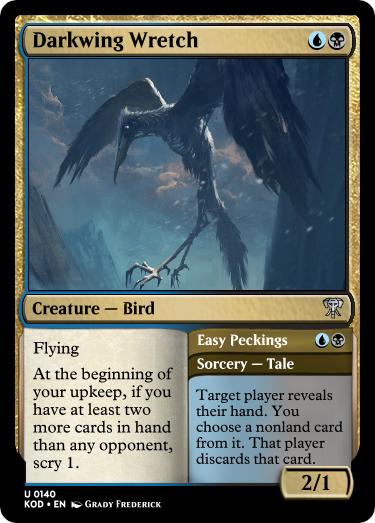 Darkwing Wretch
Creature — Bird
Flying
At the beginning of
your upkeep, if you
have at least two
more cards in hand
than any opponent,
scry 1.
Easy Peckings
Sorcery — Tale
Target player reveals
their hand. You
choose a nonland card
from it. That player
discards that card.
2/1
U 0140
KOD • EN Grady Frederick